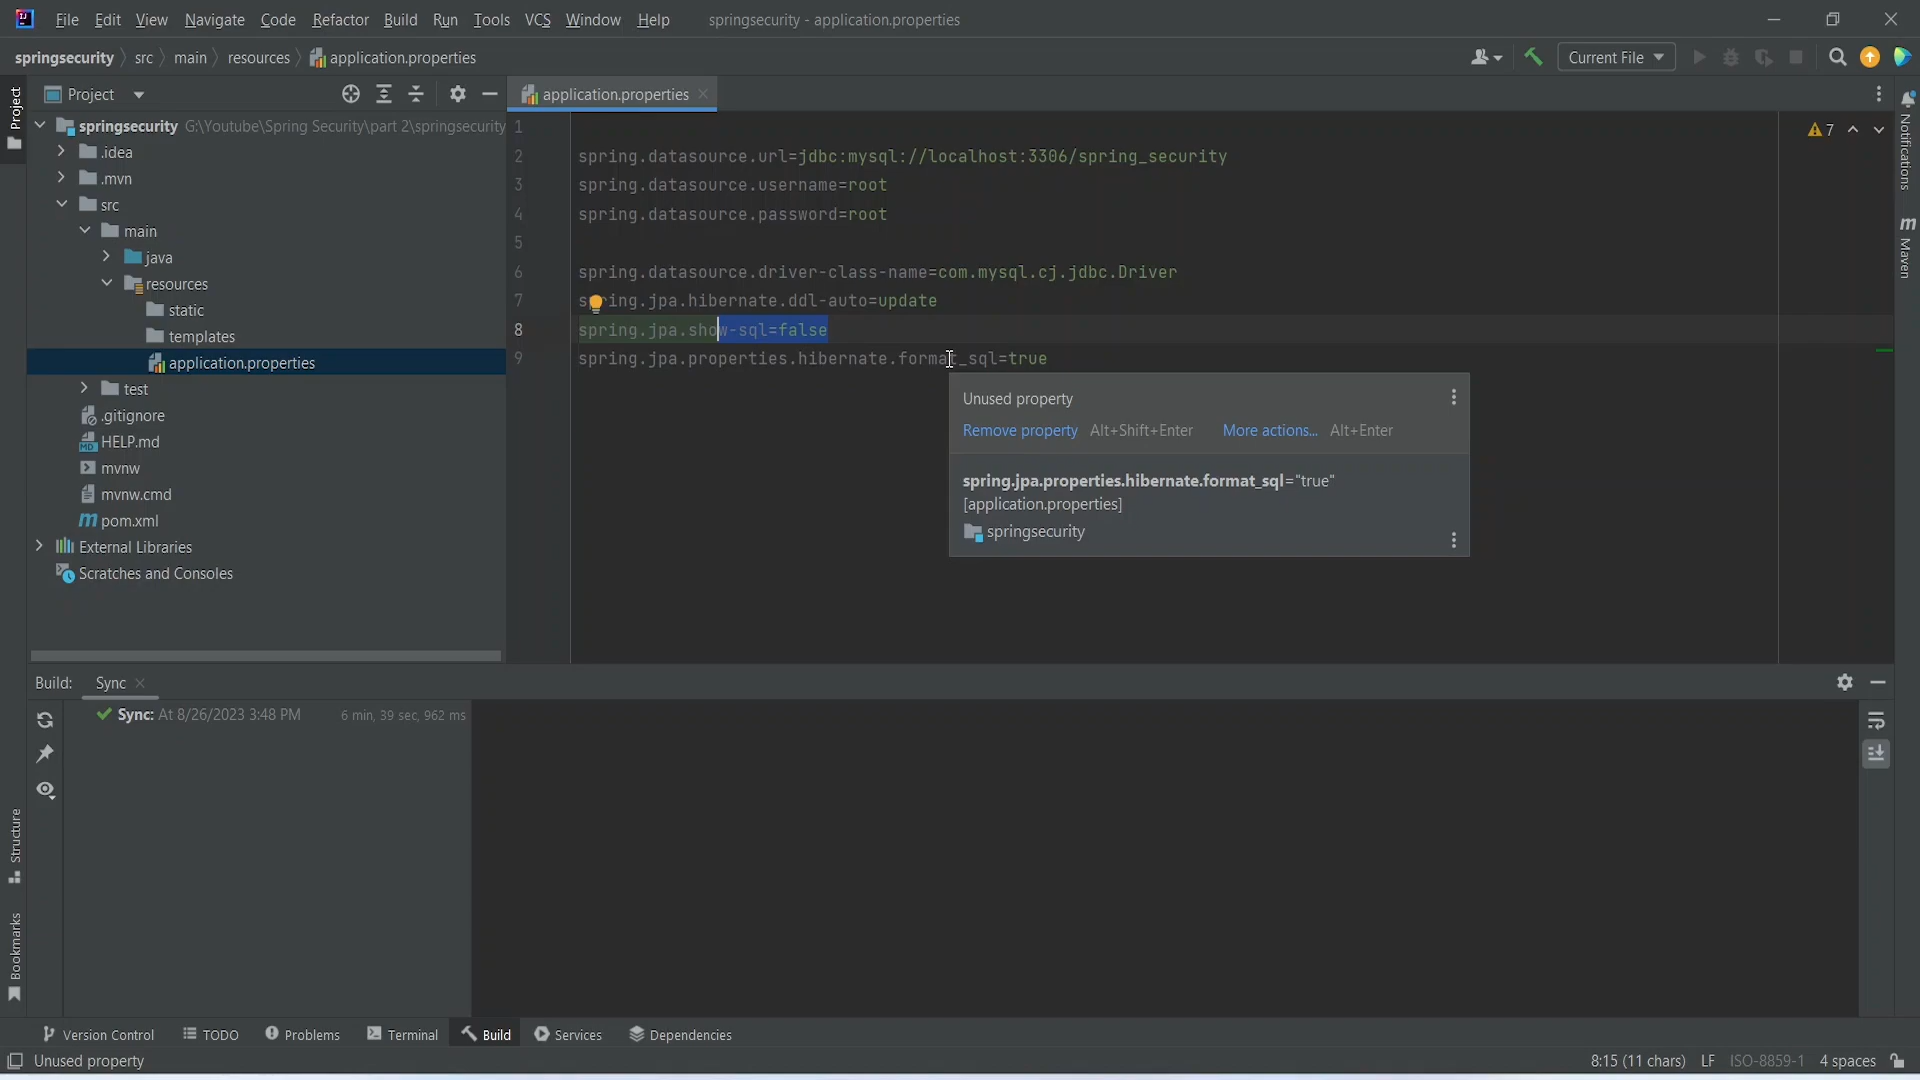 File Edit View Navigate Code Refactor Build Run Tools VCS Window Help springsecurity - application.properties
springsecurity src main resources application.properties Current File
Project
application.properties
springsecurity G:\Youtube\Spring Security\part 2\springsecurity
.idea
.mvn
src
main
java
resources
static
templates
application.properties
test
.gitignore
HELP.md
mvnw
mvnw.cmd
pom.xml
External Libraries
Scratches and Consoles
1
2 spring.datasource.url=jdbc:mysql://localhost:3306/spring_security
3 spring.datasource.username=root
4 spring.datasource.password=root
5
6 spring.datasource.driver-class-name=com.mysql.cj.jdbc.Driver
7 spring.jpa.hibernate.ddl-auto=update
8 spring.jpa.show-sql=false
9 spring.jpa.properties.hibernate.format_sql=true
7
Unused property
Remove property Alt+Shift+Enter More actions... Alt+Enter
spring.jpa.properties.hibernate.format_sql="true"
[application.properties]
springsecurity
Project
Structure
Bookmarks
Notifications
m Maven
Build: Sync
Sync: At 8/26/2023 3:48 PM 6 min, 39 sec, 962 ms
Version Control TODO Problems Terminal Build Services Dependencies
Unused property 8:15 (11 chars) LF ISO-8859-1 4 spaces